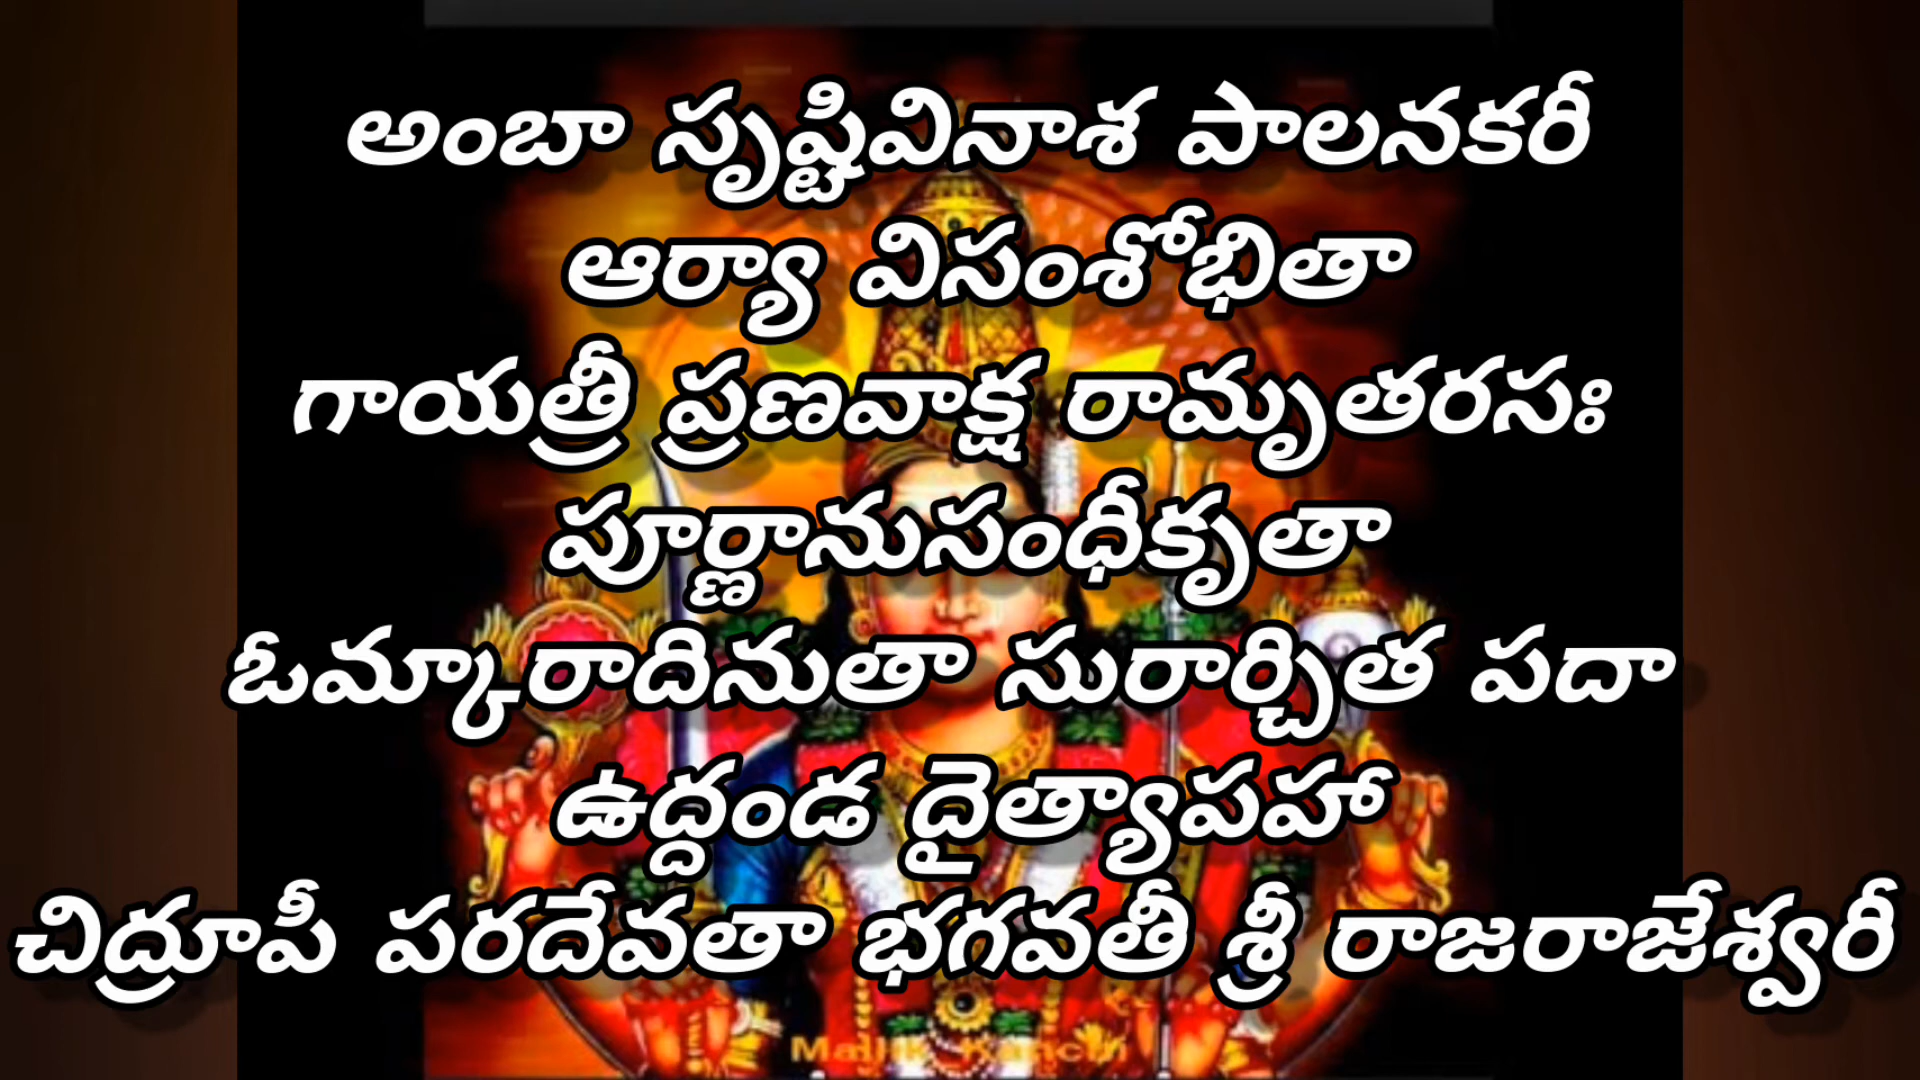 అంబా సృష్టివినాశ పాలనకరీ
ఆర్యా విసంశోభితా
గాయత్రీ ప్రణవాక్ష రామృతరసః
పూర్ణానుసంధీకృతా
ఓమ్కారాదినుతా సురార్చిత పదా
ఉద్దండ దైత్యాపహా
చిద్రూపీ పరదేవతా భగవతీ శ్రీ రాజరాజేశ్వరీ